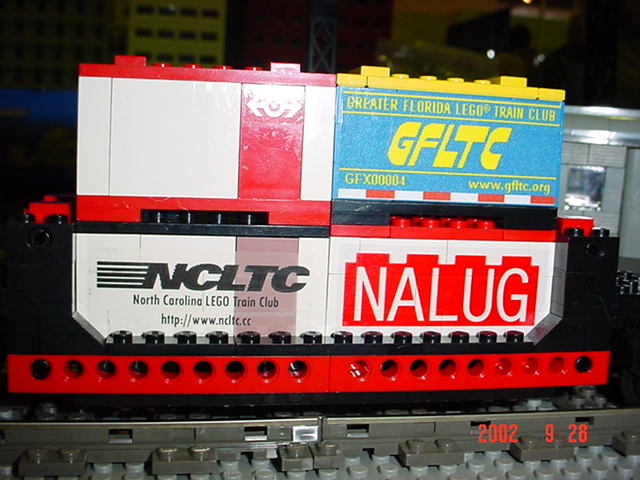 GREATER FLORIDA LEGO® TRAIN CLUB
GFLTC
GFX00004
www.gfltc.org
NCLTC
North Carolina LEGO Train Club
http://www.ncltc.cc
NALUG
2002 9 28